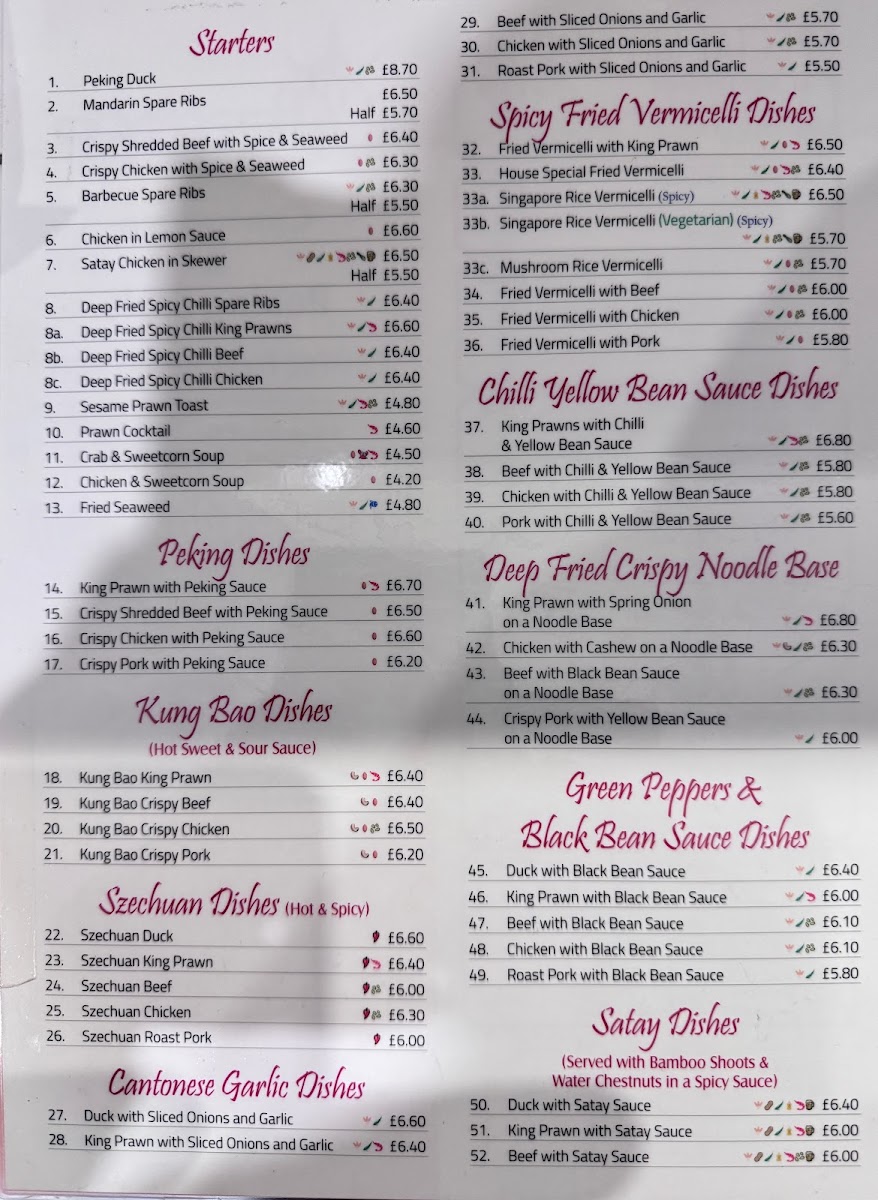 Starters
1. Peking Duck £8.70
2. Mandarin Spare Ribs £6.50
Half £5.70
3. Crispy Shredded Beef with Spice & Seaweed £6.40
4. Crispy Chicken with Spice & Seaweed £6.30
5. Barbecue Spare Ribs £6.30
Half £5.50
6. Chicken in Lemon Sauce £6.60
7. Satay Chicken in Skewer £6.50
Half £5.50
8. Deep Fried Spicy Chilli Spare Ribs £6.40
8a. Deep Fried Spicy Chilli King Prawns £6.60
8b. Deep Fried Spicy Chilli Beef £6.40
8c. Deep Fried Spicy Chilli Chicken £6.40
9. Sesame Prawn Toast £4.80
10. Prawn Cocktail £4.60
11. Crab & Sweetcorn Soup £4.50
12. Chicken & Sweetcorn Soup £4.20
13. Fried Seaweed £4.80
Peking Dishes
14. King Prawn with Peking Sauce £6.70
15. Crispy Shredded Beef with Peking Sauce £6.50
16. Crispy Chicken with Peking Sauce £6.60
17. Crispy Pork with Peking Sauce £6.20
Kung Bao Dishes
(Hot Sweet & Sour Sauce)
18. Kung Bao King Prawn £6.40
19. Kung Bao Crispy Beef £6.40
20. Kung Bao Crispy Chicken £6.50
21. Kung Bao Crispy Pork £6.20
Szechuan Dishes (Hot & Spicy)
22. Szechuan Duck £6.60
23. Szechuan King Prawn £6.40
24. Szechuan Beef £6.00
25. Szechuan Chicken £6.30
26. Szechuan Roast Pork £6.00
Cantonese Garlic Dishes
27. Duck with Sliced Onions and Garlic £6.60
28. King Prawn with Sliced Onions and Garlic £6.40
29. Beef with Sliced Onions and Garlic £5.70
30. Chicken with Sliced Onions and Garlic £5.70
31. Roast Pork with Sliced Onions and Garlic £5.50
Spicy Fried Vermicelli Dishes
32. Fried Vermicelli with King Prawn £6.50
33. House Special Fried Vermicelli £6.40
33a. Singapore Rice Vermicelli (Spicy) £6.50
33b. Singapore Rice Vermicelli (Vegetarian) (Spicy)
£5.70
33c. Mushroom Rice Vermicelli £5.70
34. Fried Vermicelli with Beef £6.00
35. Fried Vermicelli with Chicken £6.00
36. Fried Vermicelli with Pork £5.80
Chilli Yellow Bean Sauce Dishes
37. King Prawns with Chilli
& Yellow Bean Sauce £6.80
38. Beef with Chilli & Yellow Bean Sauce £5.80
39. Chicken with Chilli & Yellow Bean Sauce £5.80
40. Pork with Chilli & Yellow Bean Sauce £5.60
Deep Fried Crispy Noodle Base
41. King Prawn with Spring Onion
on a Noodle Base £6.80
42. Chicken with Cashew on a Noodle Base £6.30
43. Beef with Black Bean Sauce
on a Noodle Base £6.30
44. Crispy Pork with Yellow Bean Sauce
on a Noodle Base £6.00
Green Peppers &
Black Bean Sauce Dishes
45. Duck with Black Bean Sauce £6.40
46. King Prawn with Black Bean Sauce £6.00
47. Beef with Black Bean Sauce £6.10
48. Chicken with Black Bean Sauce £6.10
49. Roast Pork with Black Bean Sauce £5.80
Satay Dishes
(Served with Bamboo Shoots &
Water Chestnuts in a Spicy Sauce)
50. Duck with Satay Sauce £6.40
51. King Prawn with Satay Sauce £6.00
52. Beef with Satay Sauce £6.00